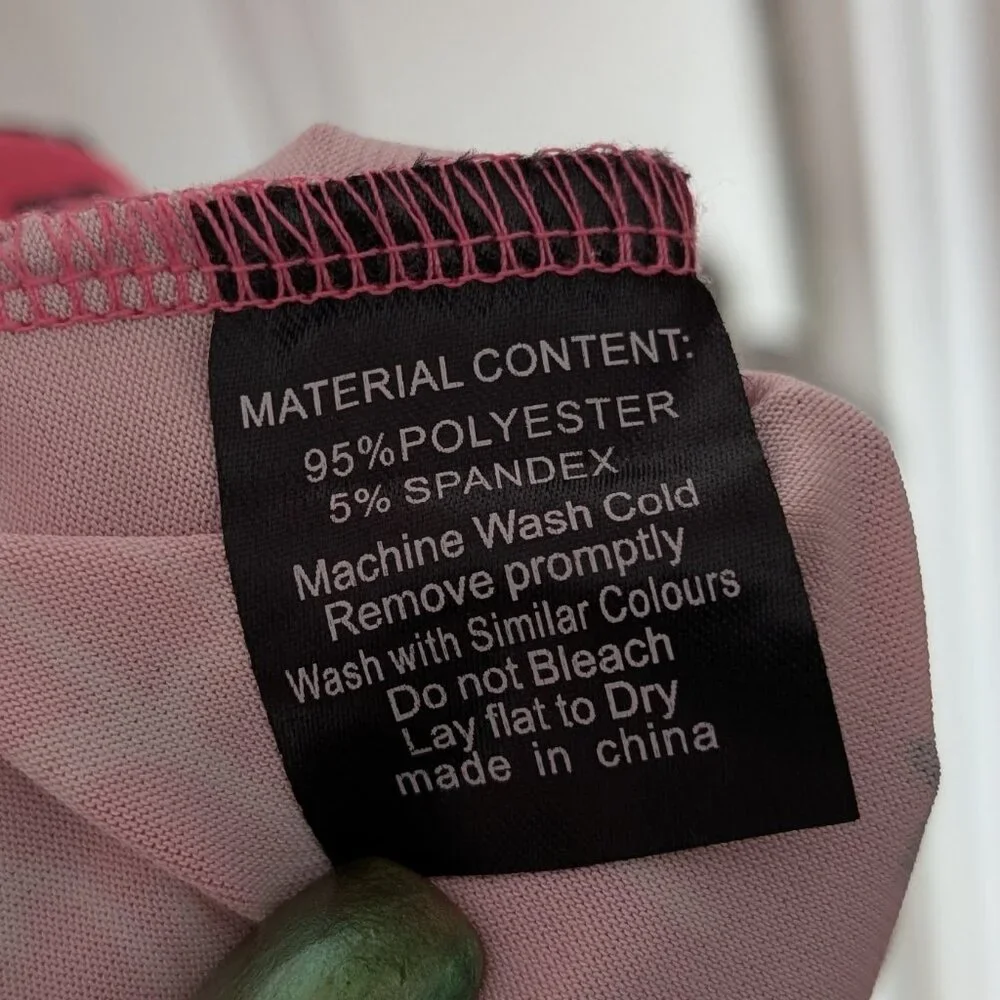 MATERIAL CONTENT:
95%POLYESTER
5% SPANDEX
Machine Wash Cold
Remove promptly
Wash with Similar Colours
Do not Bleach
Lay flat to Dry
made in china